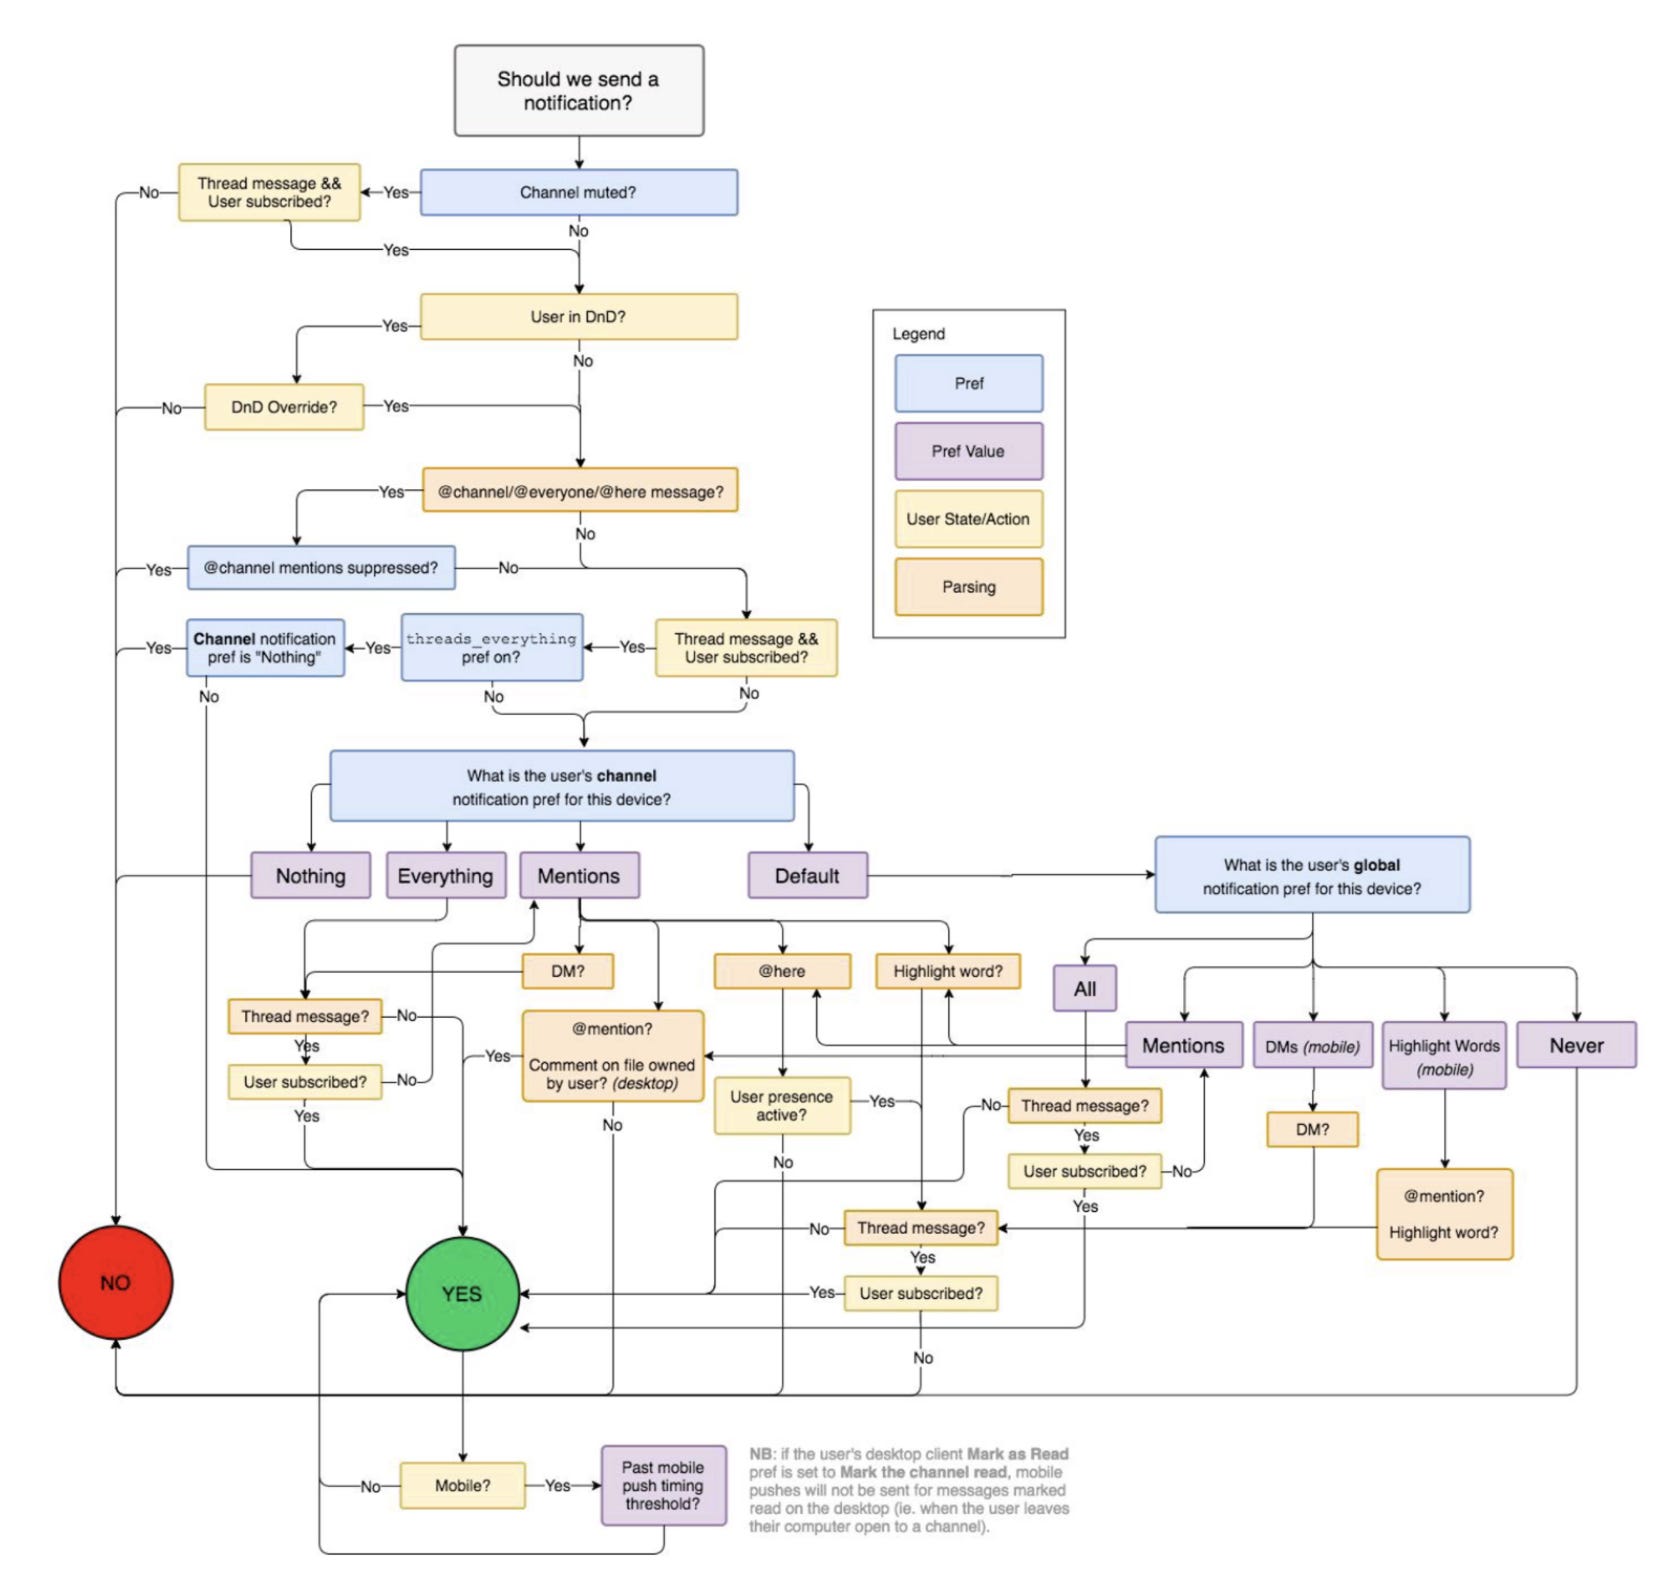 Should we send a
notification?
Thread message &&
User subscribed?
No
Yes
Channel muted?
No
Yes
User in DnD?
Yes
No
DnD Override?
No
Yes
@channel/@everyone/@here message?
Yes
No
@channel mentions suppressed?
Yes
No
Legend
Pref
Pref Value
User State/Action
Parsing
Channel notification
pref is "Nothing"
Yes
Yes
threads_everything
pref on?
Yes
Thread message &&
User subscribed?
No
No
No
What is the user's channel
notification pref for this device?
Nothing
Everything
Mentions
Default
What is the user's global
notification pref for this device?
DM?
@here
Highlight word?
All
Thread message?
No
Yes
User subscribed?
No
Yes
@mention?
Comment on file owned
by user? (desktop)
Yes
No
User presence
active?
Yes
No
Mentions
DMs (mobile)
Highlight Words
(mobile)
Never
No
Thread message?
Yes
User subscribed?
No
Yes
DM?
@mention?
Highlight word?
No
Thread message?
Yes
Yes
User subscribed?
No
NO
YES
No
Mobile?
Yes
Past mobile
push timing
threshold?
NB: if the user's desktop client Mark as Read
pref is set to Mark the channel read, mobile
pushes will not be sent for messages marked
read on the desktop (ie. when the user leaves
their computer open to a channel).